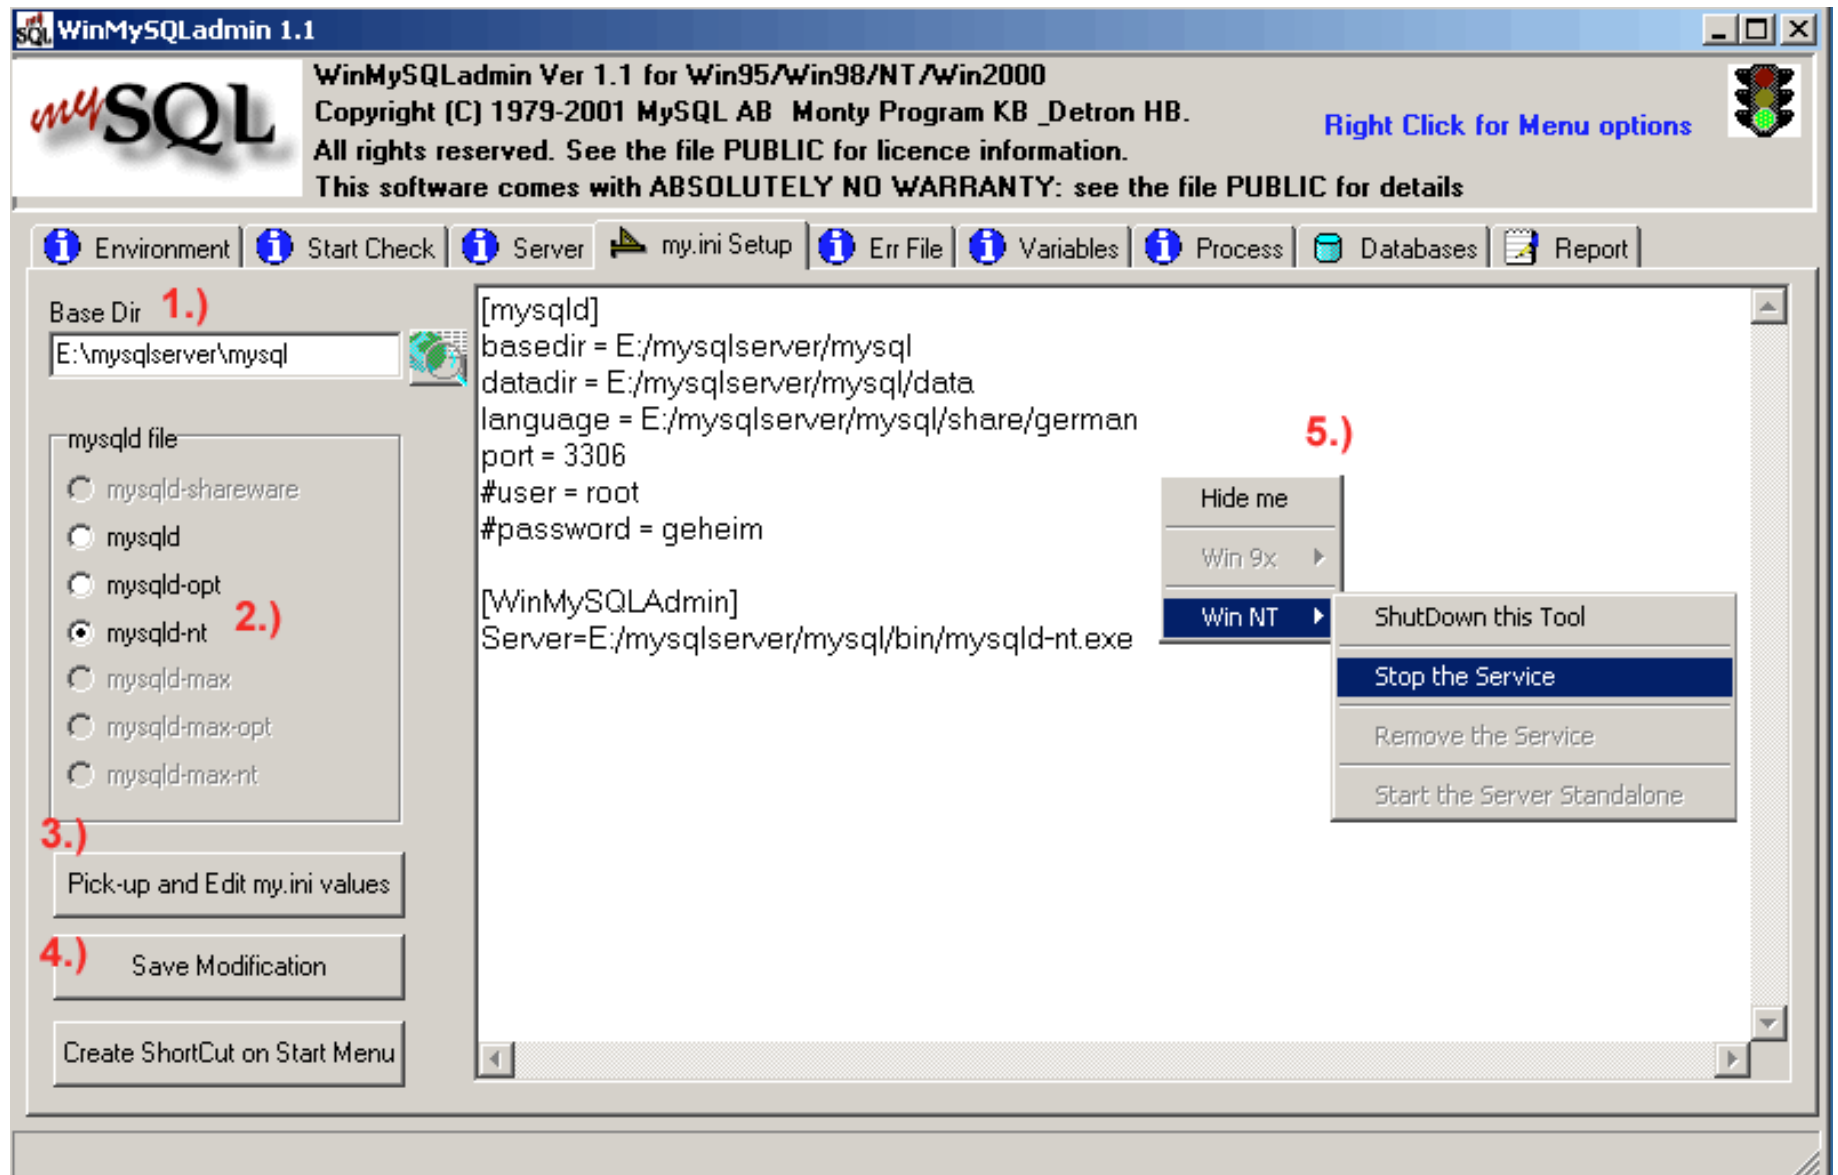 WinMySQLadmin 1.1
mySQL
WinMySQLadmin Ver 1.1 for Win95/Win98/NT/Win2000
Copyright (C) 1979-2001 MySQL AB  Monty Program KB _Detron HB.
All rights reserved. See the file PUBLIC for licence information.
This software comes with ABSOLUTELY NO WARRANTY: see the file PUBLIC for details
Right Click for Menu options
Environment
Start Check
Server
my.ini Setup
Err File
Variables
Process
Databases
Report
Base Dir 1.)
E:\mysqlserver\mysql
mysqld file
mysqld-shareware
mysqld
mysqld-opt
mysqld-nt 2.)
mysqld-max
mysqld-max-opt
mysqld-max-nt
3.)
Pick-up and Edit my.ini values
4.) Save Modification
Create ShortCut on Start Menu
[mysqld]
basedir = E:/mysqlserver/mysql
datadir = E:/mysqlserver/mysql/data
language = E:/mysqlserver/mysql/share/german
port = 3306
#user = root
#password = geheim
[WinMySQLAdmin]
Server=E:/mysqlserver/mysql/bin/mysqld-nt.exe
5.)
Hide me
Win 9x
Win NT
ShutDown this Tool
Stop the Service
Remove the Service
Start the Server Standalone